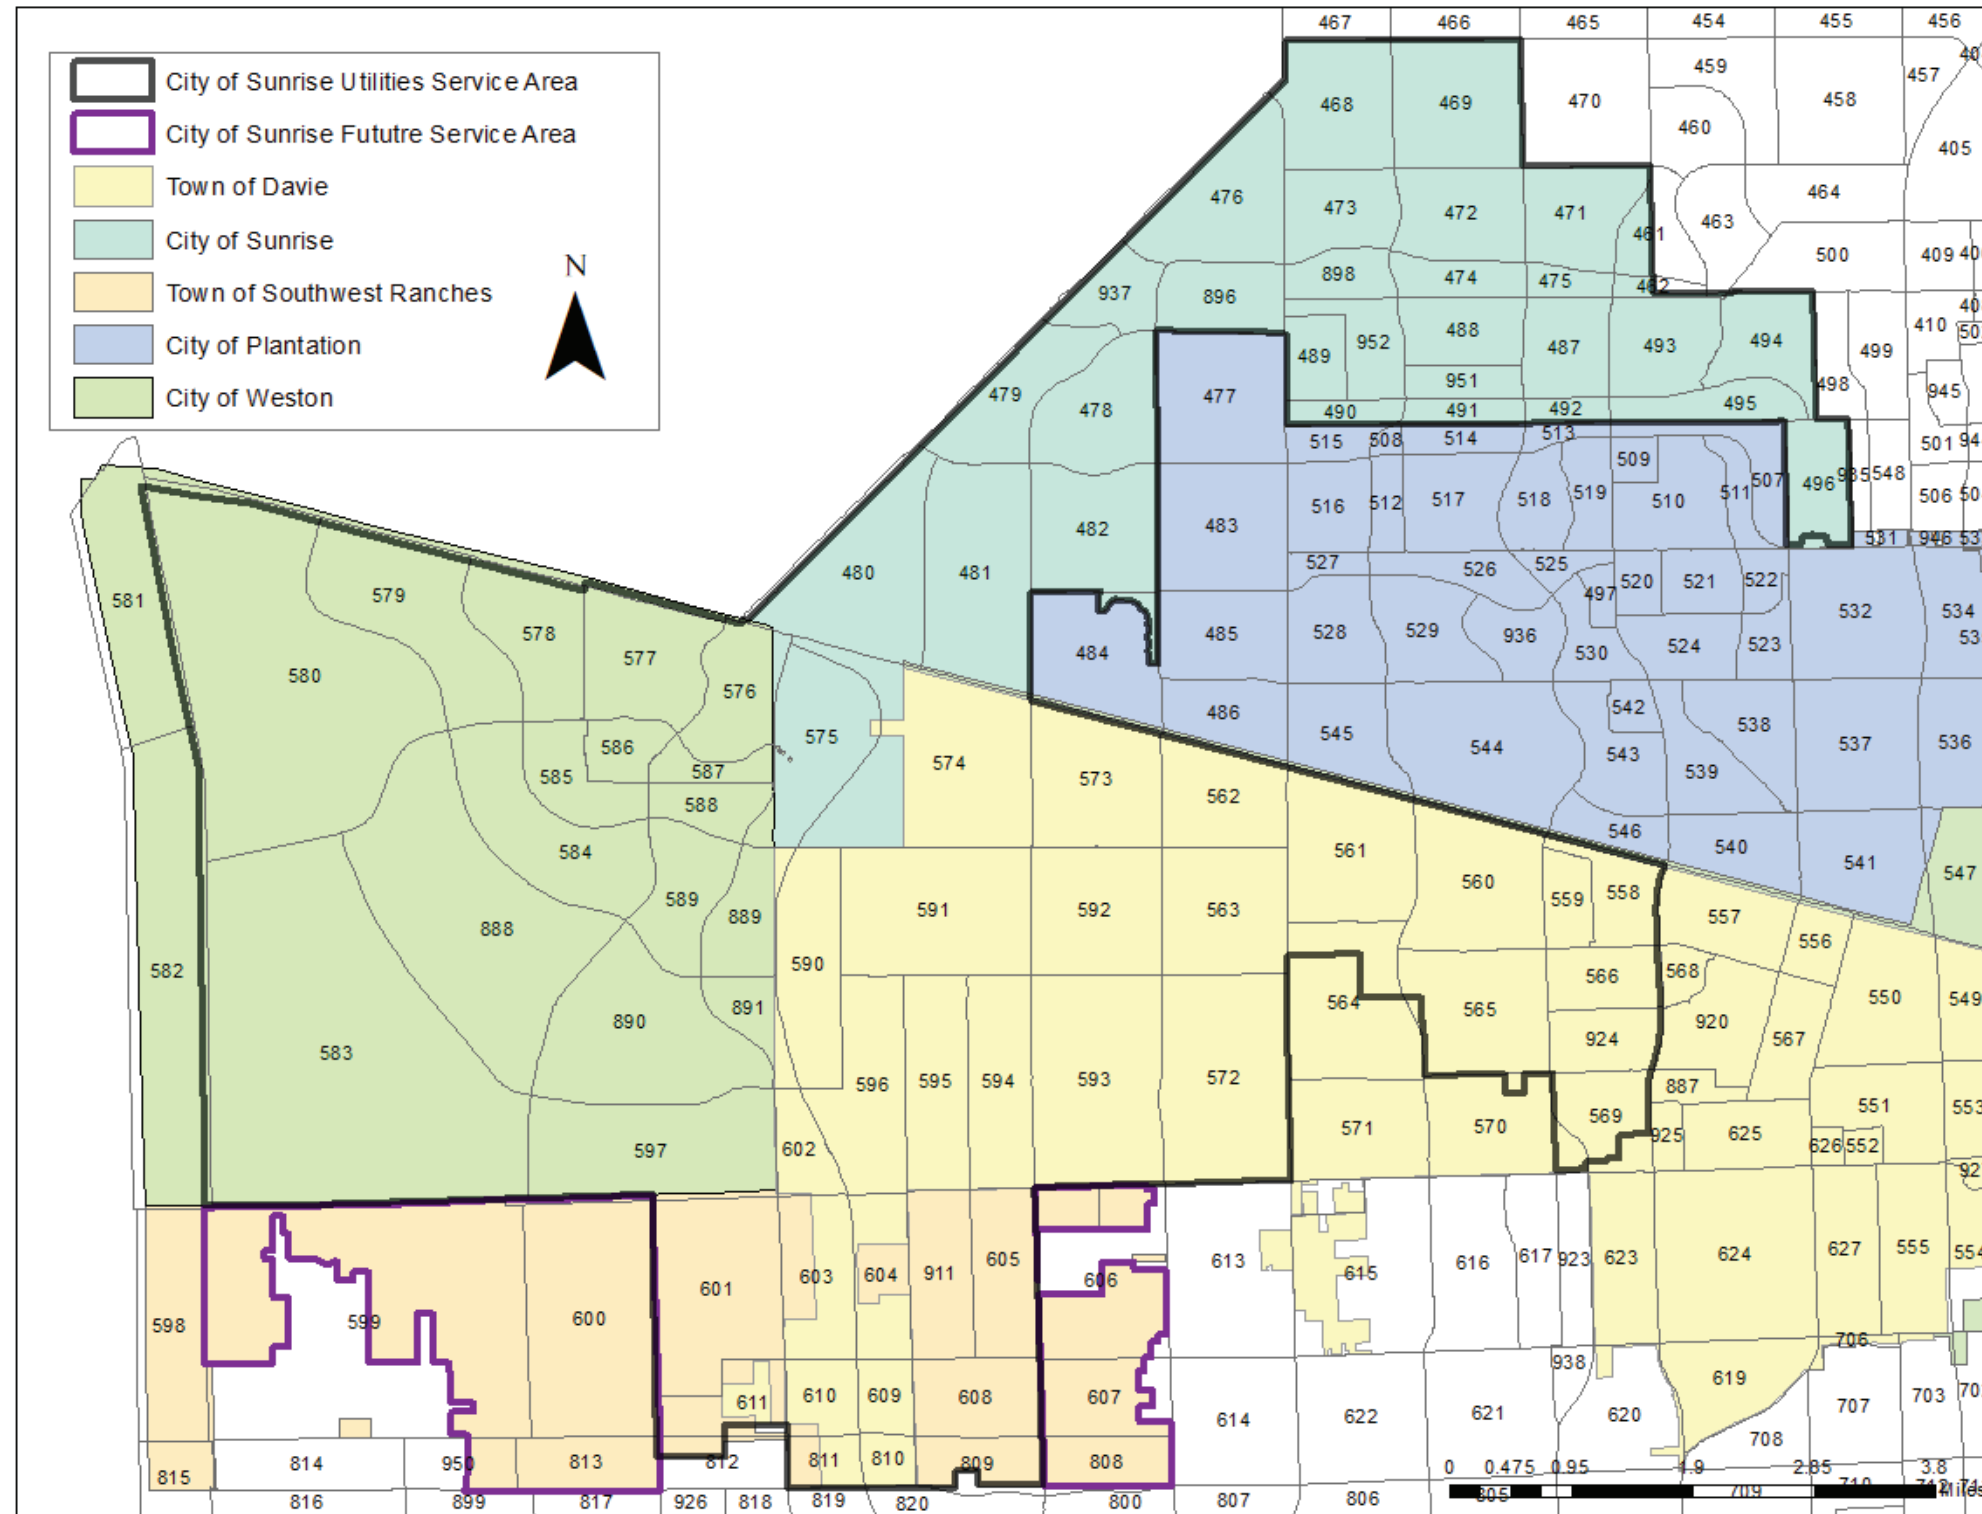 City of Sunrise Utilities Service Area
City of Sunrise Fututre Service Area
Town of Davie
City of Sunrise
Town of Southwest Ranches
City of Plantation
City of Weston
N
467 466 465 454 455 456
459 457
468 469 470 458
460
405
476 473 472 471 464
463
461
500 409
898 474 475 462
937 896
488 410
489 952 487 493 494 499
951 498 945
479 478 477 490 491 492 495
515 508 514 513 501
509
516 512 517 518 519 510 511 507 496 935 548
506
482 483
531 946
480 481 527 526 525
497 520 521 522
581 579 532 534
578 485 528 529 936 530 524 523
577 484
580 576
486 542
575 545 544 543 538 537 536
586 574 573 539
585 587 562
588
546 540
584 561 541
560 547
589 559 558
889 591 592 563 557
888 590 556
582 566 568
891 564 550 549
890 565 920
583 924 567
596 595 594 593 572
887
571 570 569 551 553
925 625
597 602 626 552
598 599 600 601 603 604 911 605 606 613 615 616 617 923 623 624 627 555 554
706
938
611 610 609 608 607 619
614 622 621 620 707 703
708
815 814 950 813 812 811 810 809 808
0 0.475 0.95 1.9 2.85 3.8
Miles
816 899 817 926 818 819 820 800 807 806 805 709